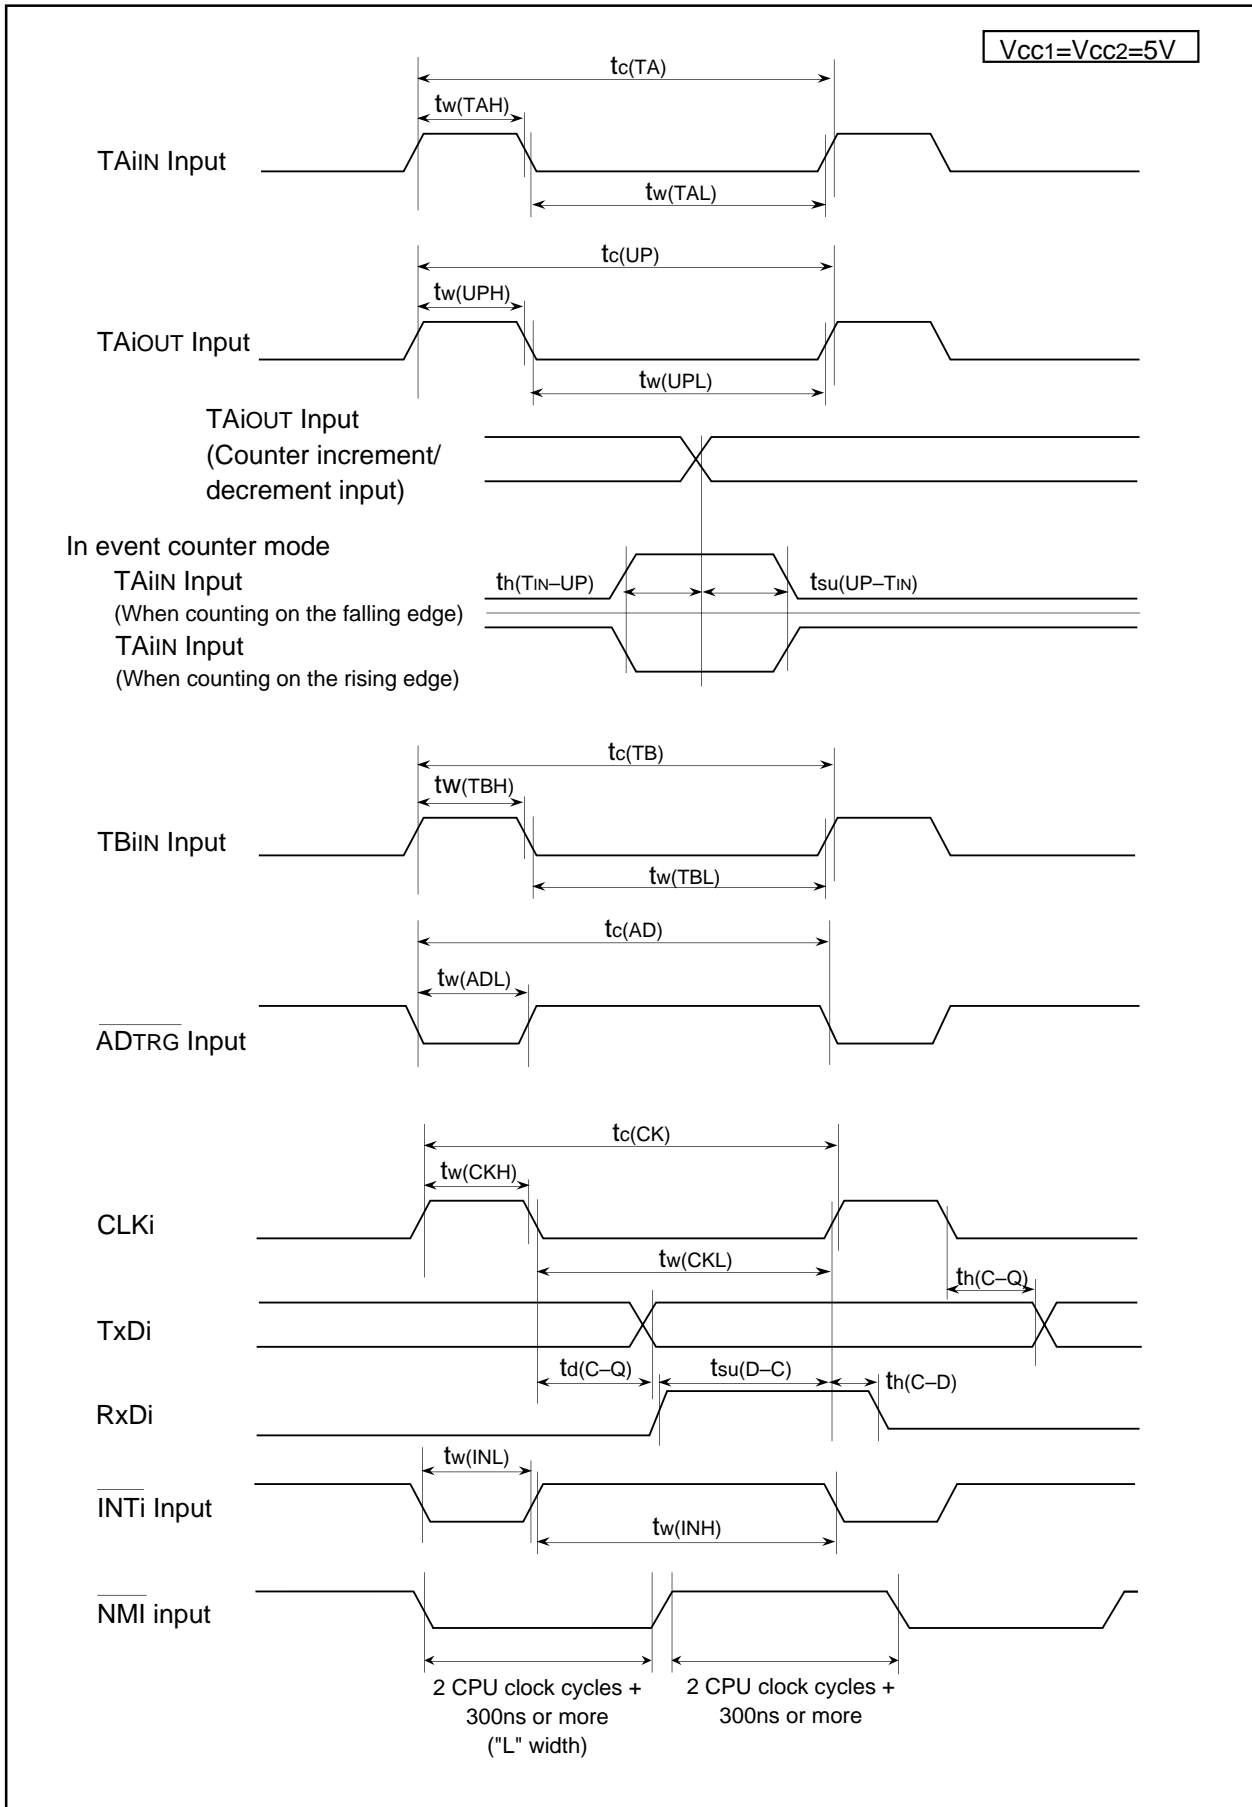 Vcc1=Vcc2=5V
tc(TA)
tw(TAH)
TAiIN Input
tw(TAL)
tc(UP)
tw(UPH)
TAiOUT Input
tw(UPL)
TAiOUT Input
(Counter increment/
decrement input)
In event counter mode
TAiIN Input
(When counting on the falling edge)
th(TIN–UP)
tsu(UP–TIN)
TAiIN Input
(When counting on the rising edge)
tc(TB)
tw(TBH)
TBiIN Input
tw(TBL)
tc(AD)
tw(ADL)
ADTRG Input
tc(CK)
tw(CKH)
CLKi
tw(CKL)
th(C–Q)
TxDi
td(C–Q)
tsu(D–C)
th(C–D)
RxDi
tw(INL)
INTi Input
tw(INH)
NMI input
2 CPU clock cycles +
300ns or more
("L" width)
2 CPU clock cycles +
300ns or more